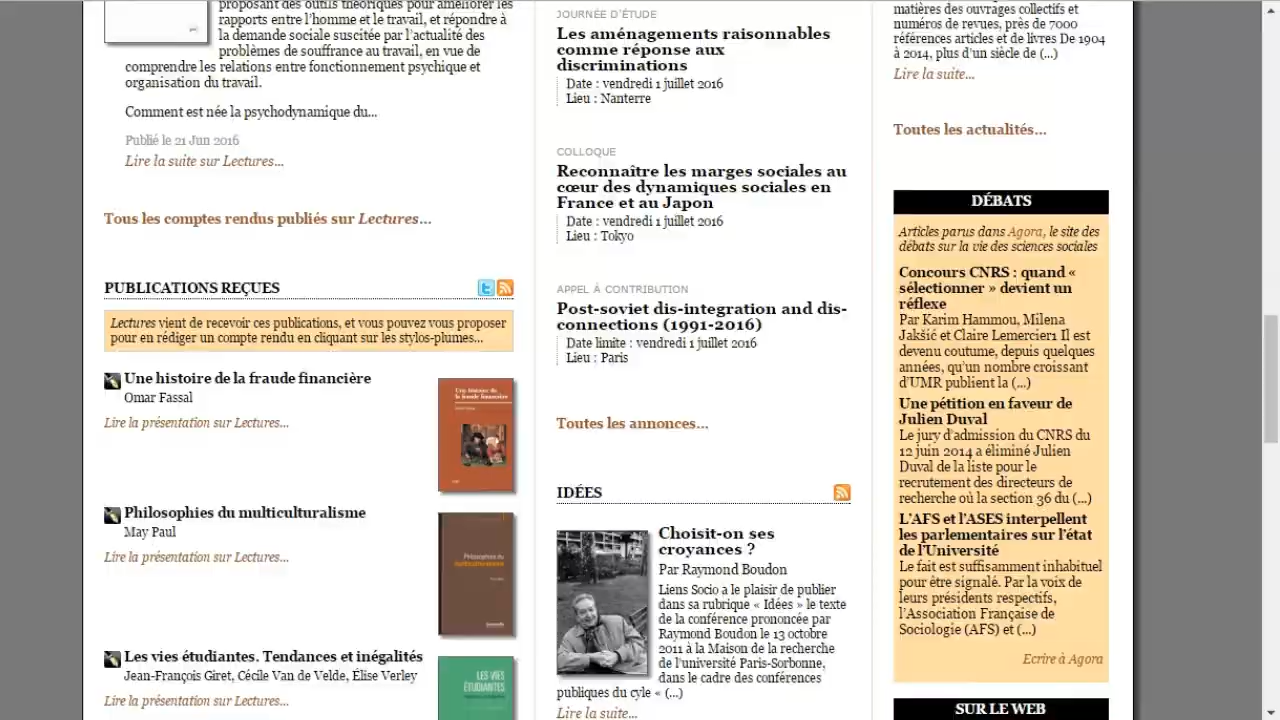 proposant des outils théoriques pour améliorer les
rapports entre l'homme et le travail, et répondre à
la demande sociale suscitée par l'actualité des
problèmes de souffrance au travail, en vue de
comprendre les relations entre fonctionnement psychique et
organisation du travail.
Comment est née la psychodynamique du...
Publié le 21 Jun 2016
Lire la suite sur Lectures...
Tous les comptes rendus publiés sur Lectures...
PUBLICATIONS REÇUES
Lectures vient de recevoir ces publications, et vous pouvez vous proposer
pour en rédiger un compte rendu en cliquant sur les stylos-plumes...
Une histoire de la fraude financière
Omar Fassal
Lire la présentation sur Lectures...
Une histoire de
la fraude financière
Philosophies du multiculturalisme
May Paul
Lire la présentation sur Lectures...
Philosophies du
multiculturalisme
Les vies étudiantes. Tendances et inégalités
Jean-François Giret, Cécile Van de Velde, Élise Verley
Lire la présentation sur Lectures...
LES VIES
ÉTUDIANTES
JOURNÉE D'ÉTUDE
Les aménagements raisonnables
comme réponse aux
discriminations
Date : vendredi 1 juillet 2016
Lieu : Nanterre
COLLOQUE
Reconnaître les marges sociales au
cœur des dynamiques sociales en
France et au Japon
Date : vendredi 1 juillet 2016
Lieu : Tokyo
APPEL À CONTRIBUTION
Post-soviet dis-integration and dis-
connections (1991-2016)
Date limite : vendredi 1 juillet 2016
Lieu : Paris
Toutes les annonces...
IDÉES
Choisit-on ses
croyances ?
Par Raymond Boudon
Liens Socio a le plaisir de publier
dans sa rubrique « Idées » le texte
de la conférence prononcée par
Raymond Boudon le 13 octobre
2011 à la Maison de la recherche
de l'université Paris-Sorbonne,
dans le cadre des conférences
publiques du cyle « (...)
Lire la suite...
matières des ouvrages collectifs et
numéros de revues, près de 7000
références articles et de livres De 1904
à 2014, plus d'un siècle de (...)
Lire la suite...
Toutes les actualités...
DÉBATS
Articles parus dans Agora, le site des
débats sur la vie des sciences sociales
Concours CNRS : quand «
sélectionner » devient un
réflexe
Par Karim Hammou, Milena
Jakšić et Claire Lemercier1 Il est
devenu coutume, depuis quelques
années, qu'un nombre croissant
d'UMR publient la (...)
Une pétition en faveur de
Julien Duval
Le jury d'admission du CNRS du
12 juin 2014 a éliminé Julien
Duval de la liste pour le
recrutement des directeurs de
recherche où la section 36 du (...)
L'AFS et l'ASES interpellent
les parlementaires sur l'état
de l'Université
Le fait est suffisamment inhabituel
pour être signalé. Par la voix de
leurs présidents respectifs,
l'Association Française de
Sociologie (AFS) et (...)
Ecrire à Agora
SUR LE WEB